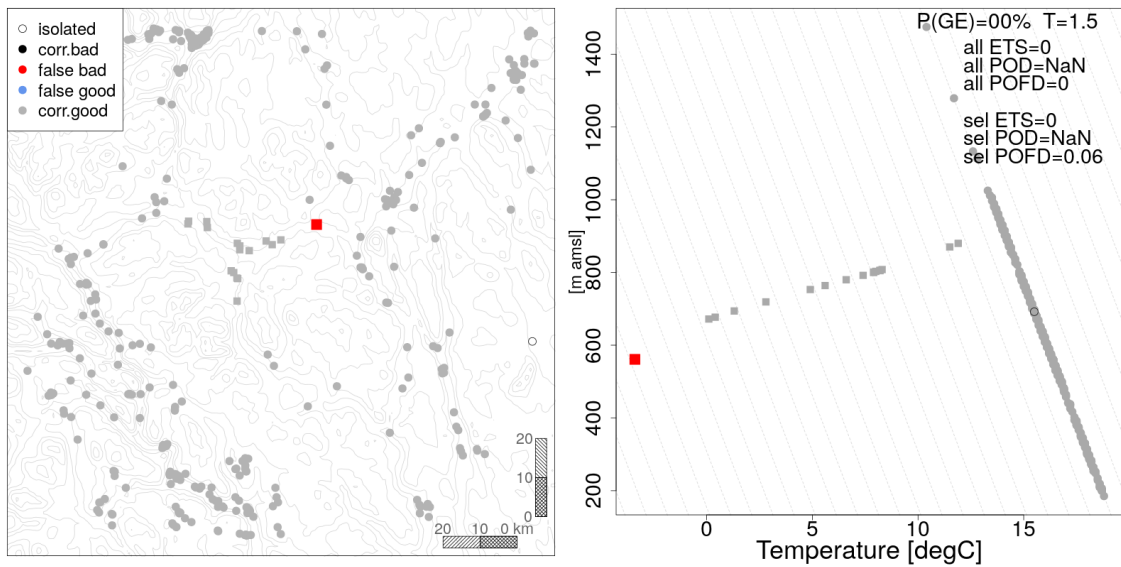 isolated
corr.bad
false bad
false good
corr.good
20
10
0
20 10 0 km
P(GE)=00% T=1.5
all ETS=0
all POD=NaN
all POFD=0
sel ETS=0
sel POD=NaN
sel POFD=0.06
[m amsl]
1400
1200
1000
800
600
400
200
0 5 10 15
Temperature [degC]